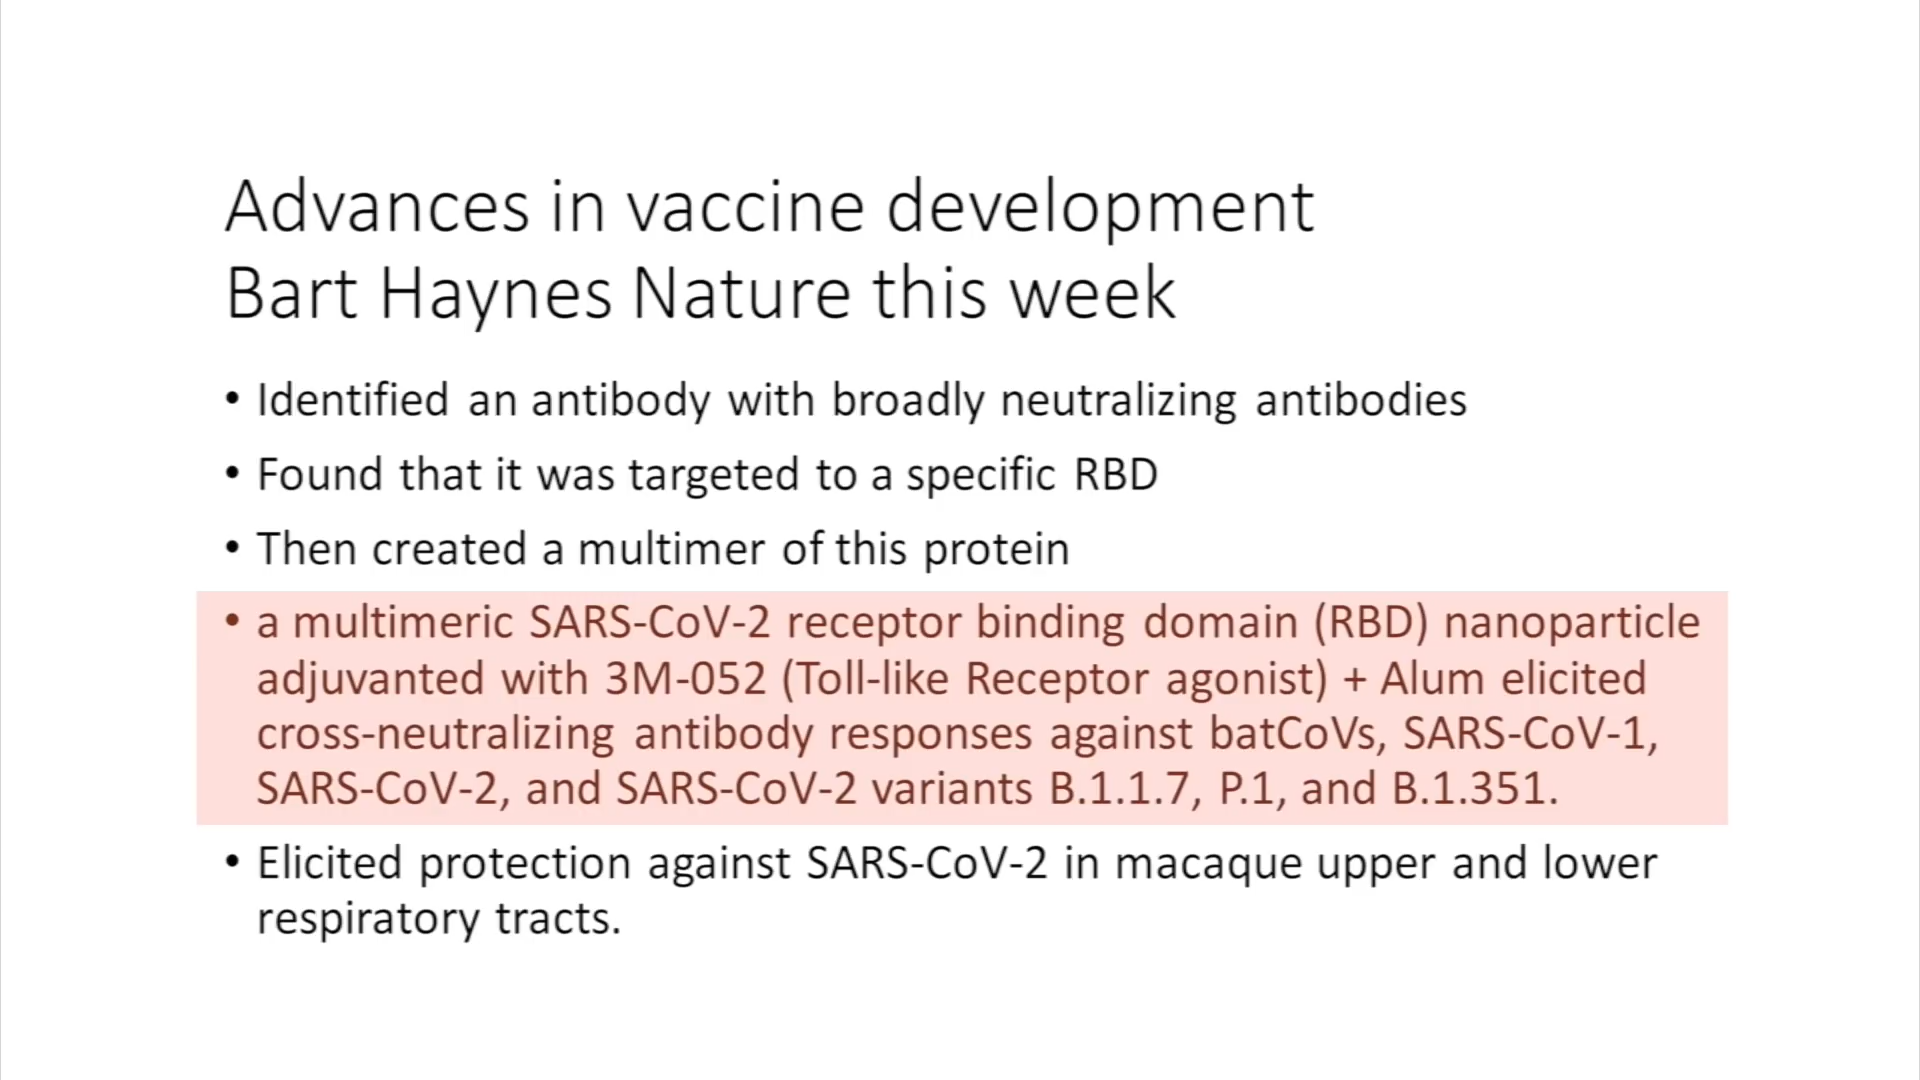 Advances in vaccine development
Bart Haynes Nature this week
• Identified an antibody with broadly neutralizing antibodies
• Found that it was targeted to a specific RBD
• Then created a multimer of this protein
• a multimeric SARS-CoV-2 receptor binding domain (RBD) nanoparticle
adjuvanted with 3M-052 (Toll-like Receptor agonist) + Alum elicited
cross-neutralizing antibody responses against batCoVs, SARS-CoV-1,
SARS-CoV-2, and SARS-CoV-2 variants B.1.1.7, P.1, and B.1.351.
• Elicited protection against SARS-CoV-2 in macaque upper and lower
respiratory tracts.